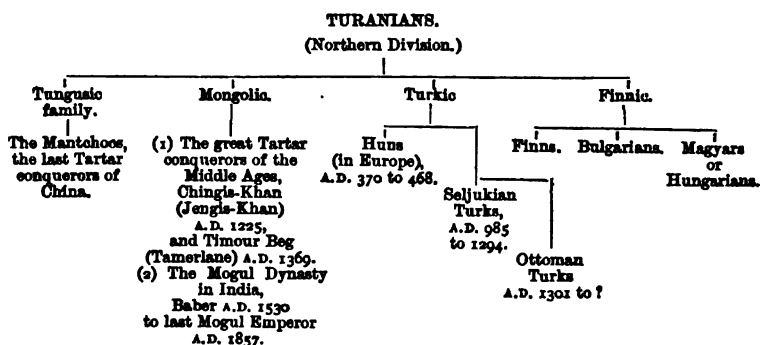 TURANIANS.
(Northern Division.)
Tungusic
family.
The Mantchoos,
the last Tartar
conquerors of
China.
Mongolic.
(1) The great Tartar
conquerors of the
Middle Ages,
Chingis-Khan
(Jengis-Khan)
A.D. 1225,
and Timour Beg
(Tamerlane) A.D. 1369.
(2) The Mogul Dynasty
in India,
Baber A.D. 1530
to last Mogul Emperor
A.D. 1857.
Turkic
Huns
(in Europe),
A.D. 370 to 468.
Seljukian
Turks,
A.D. 985
to 1294.
Ottoman
Turks
A.D. 1301 to ?
Finnic.
Finns.
Bulgarians.
Magyars
or
Hungarians.